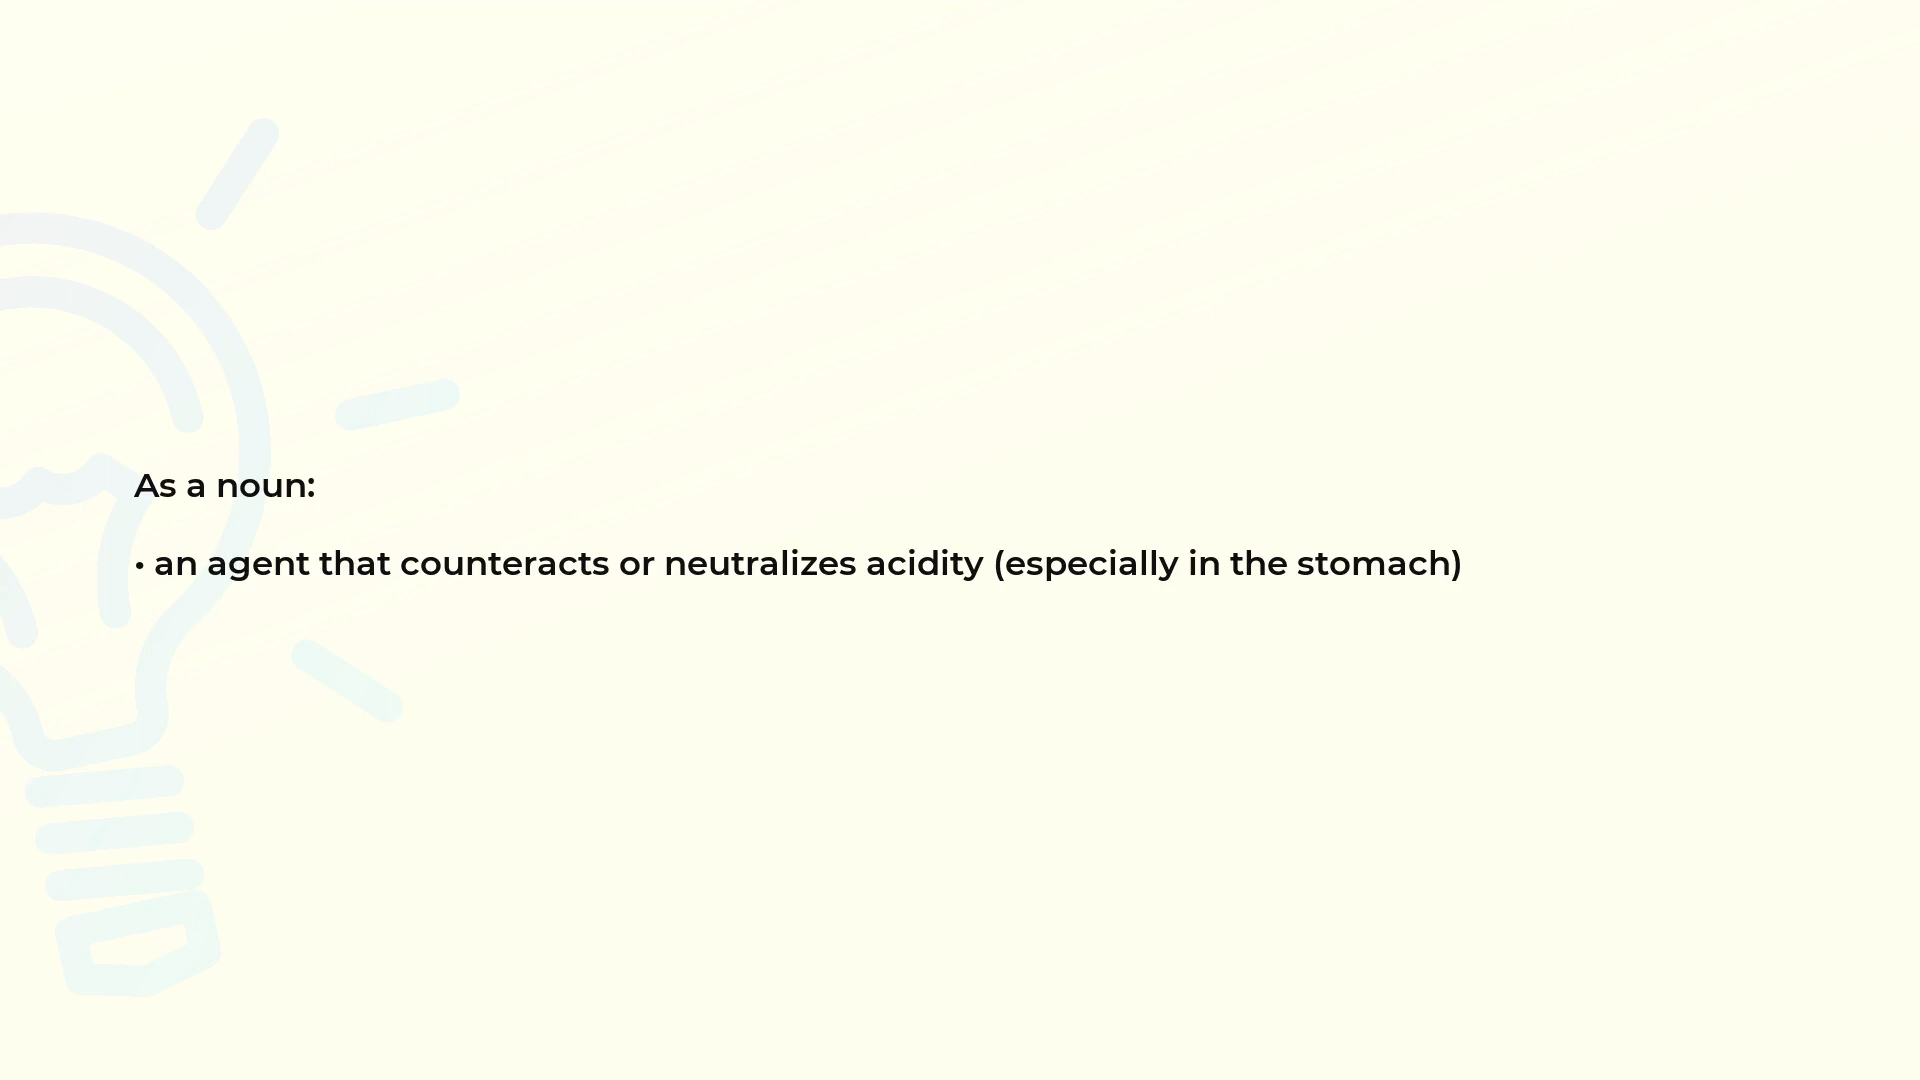 As a noun:
• an agent that counteracts or neutralizes acidity (especially in the stomach)